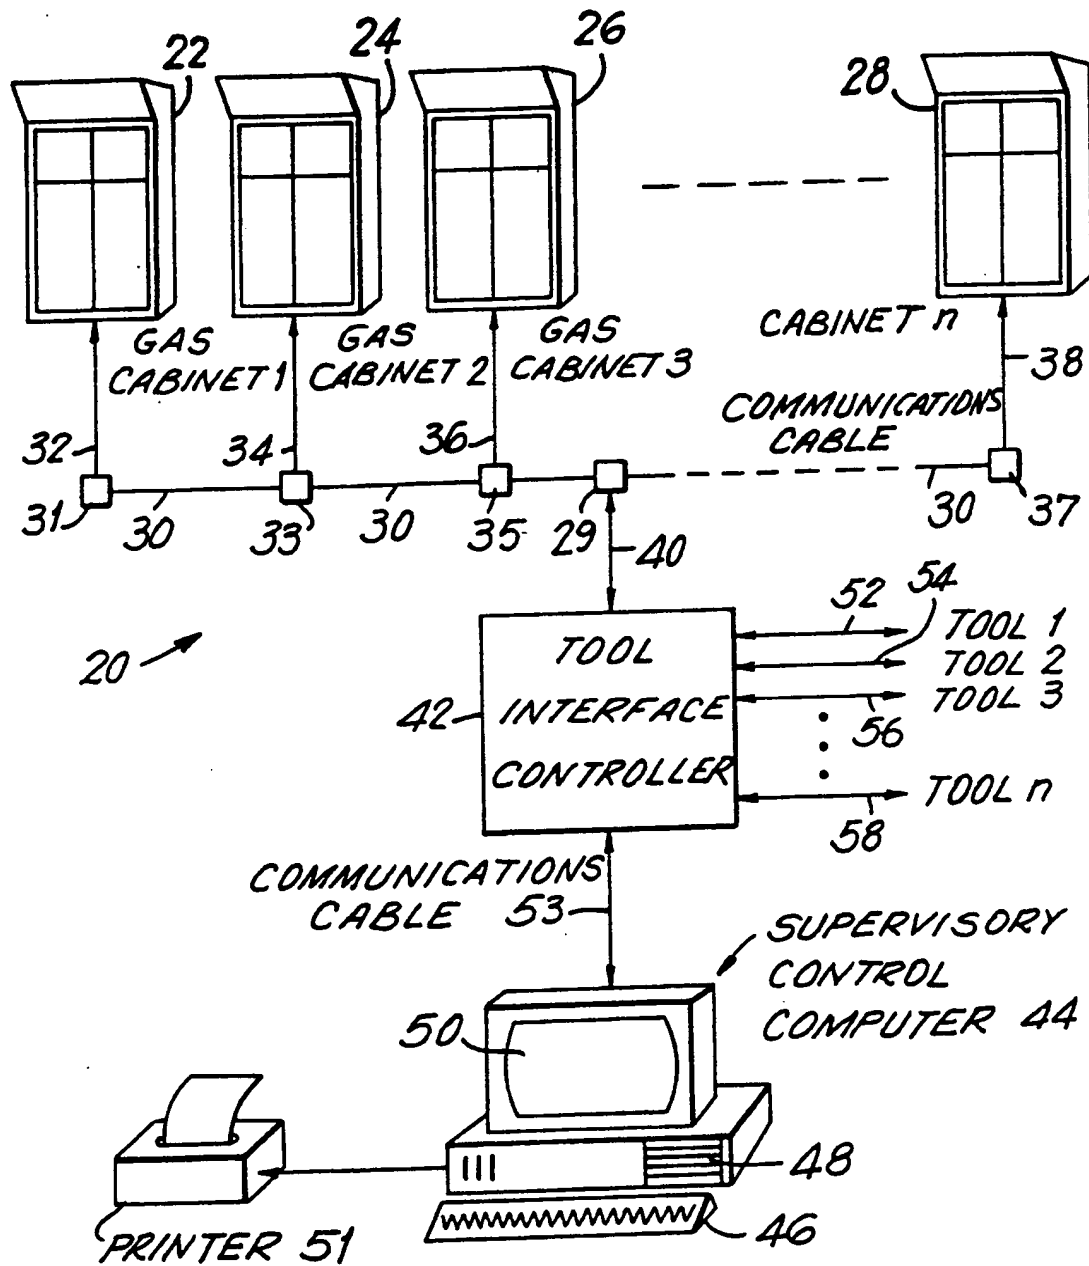 22
24
26
28
GAS
CABINET 1
GAS
CABINET 2
GAS
CABINET 3
CABINET n
38
COMMUNICATIONS
CABLE
32
34
36
31
30
33
30
35
29
30
37
40
20
42
TOOL
INTERFACE
CONTROLLER
52
54
TOOL 1
TOOL 2
TOOL 3
56
TOOL n
58
COMMUNICATIONS
CABLE
53
SUPERVISORY
CONTROL
COMPUTER 44
50
48
46
PRINTER 51